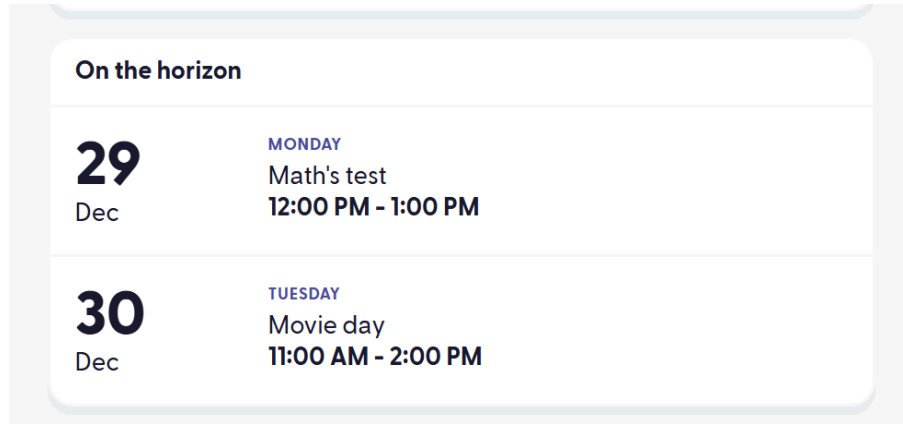 On the horizon
29
Dec
MONDAY
Math's test
12:00 PM - 1:00 PM
30
Dec
TUESDAY
Movie day
11:00 AM - 2:00 PM